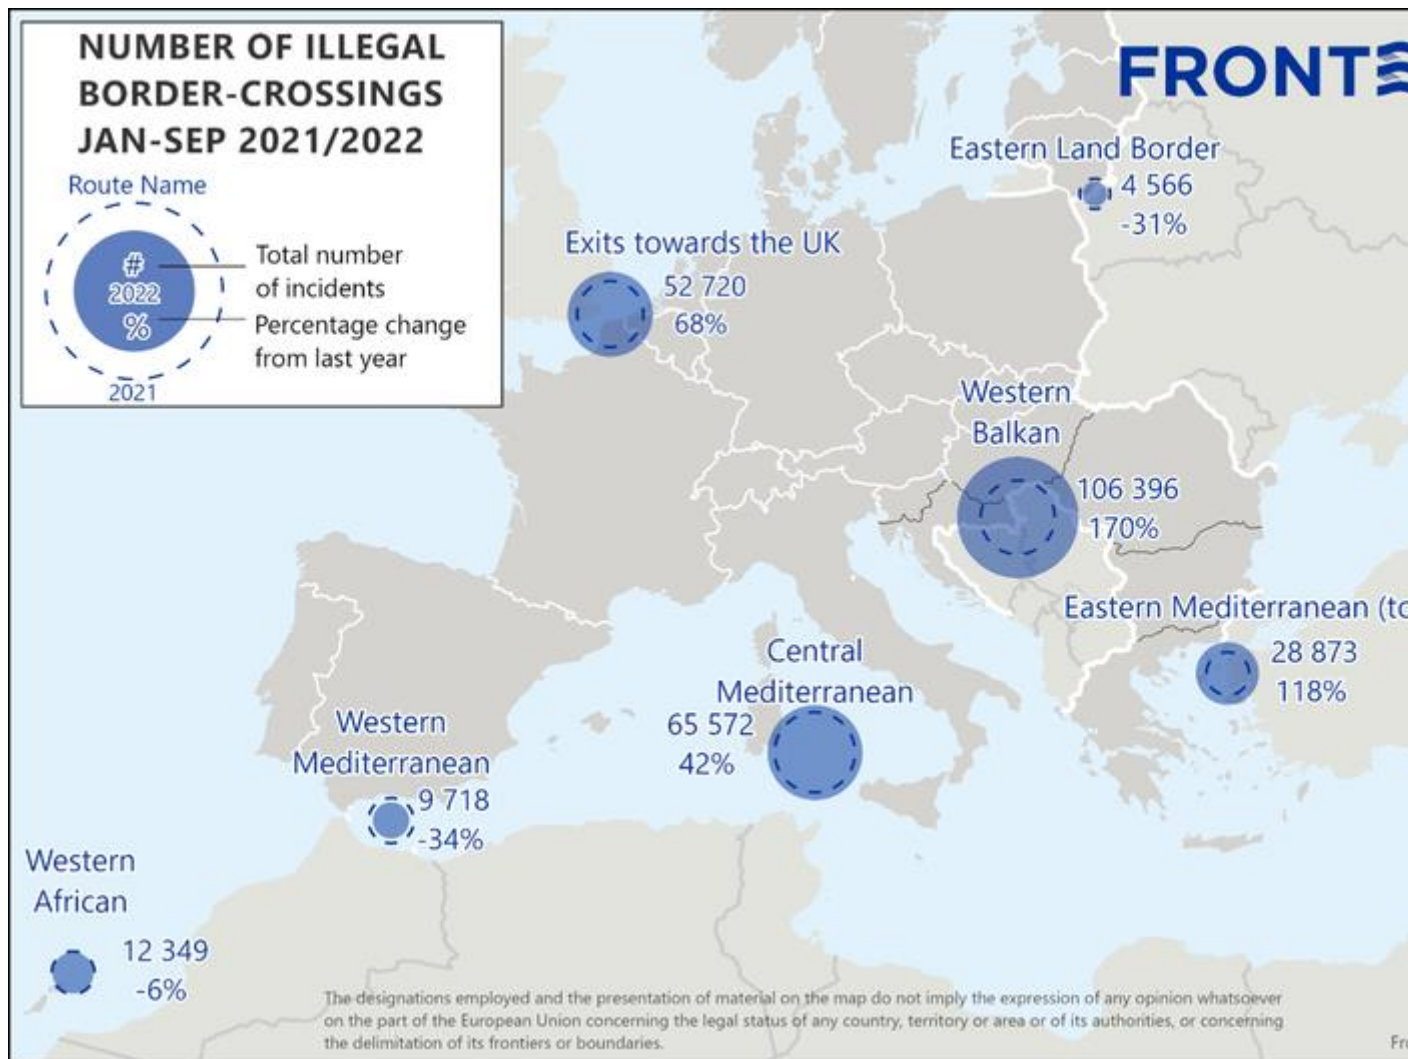 NUMBER OF ILLEGAL
BORDER-CROSSINGS
JAN-SEP 2021/2022
Route Name
#
2022
%
Total number
of incidents
Percentage change
from last year
2021
FRONTE
Eastern Land Border
4 566
-31%
Exits towards the UK
52 720
68%
Western
Balkan
106 396
170%
Eastern Mediterranean (to
28 873
118%
Central
Mediterranean
65 572
42%
Western
Mediterranean
9 718
-34%
Western
African
12 349
-6%
The designations employed and the presentation of material on the map do not imply the expression of any opinion whatsoever
on the part of the European Union concerning the legal status of any country, territory or area or of its authorities, or concerning
the delimitation of its frontiers or boundaries.
Fro